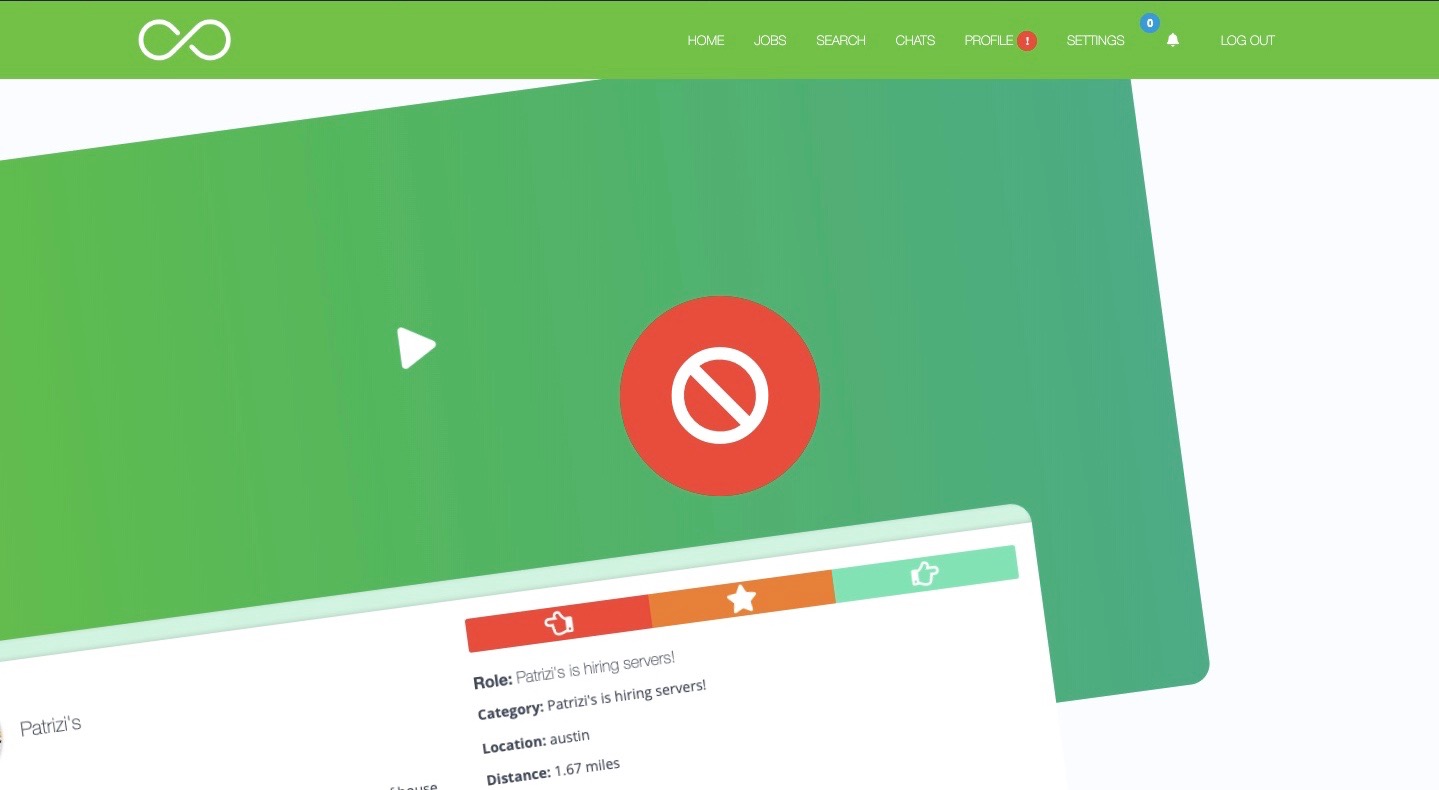 HOME JOBS SEARCH CHATS PROFILE ! SETTINGS 0 LOG OUT
Role: Patrizi's is hiring servers!
Category: Patrizi's is hiring servers!
Patrizi's
Location: austin
Distance: 1.67 miles
house